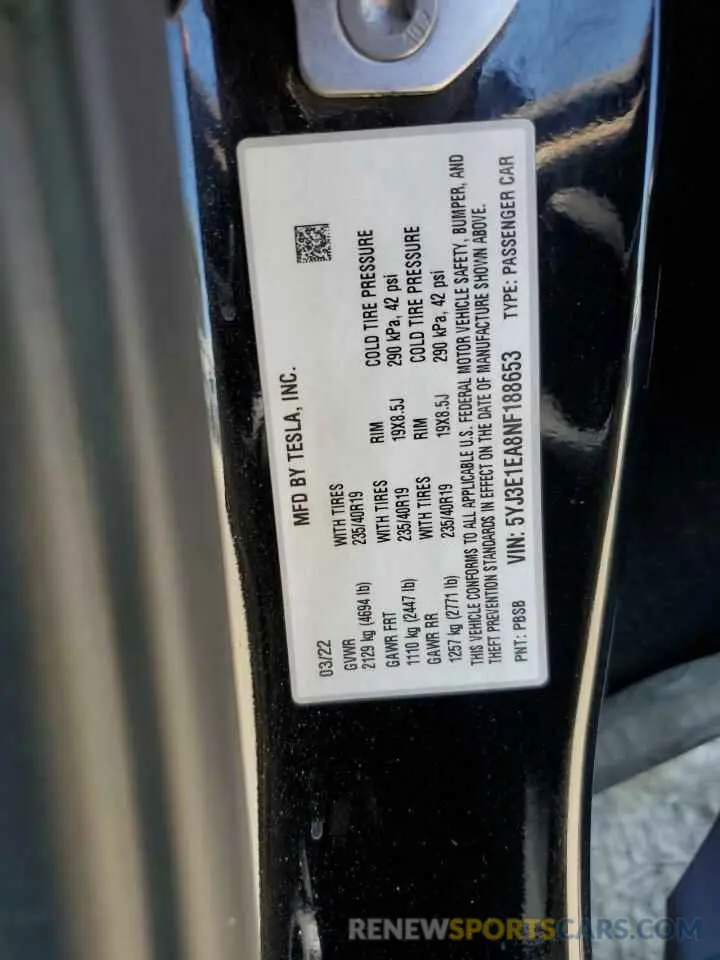 MFD BY TESLA, INC.
03/22
GVWR WITH TIRES RIM COLD TIRE PRESSURE
2129 kg (4694 lb) 235/40R19 19X8.5J 290 kPa, 42 psi
GAWR FRT WITH TIRES RIM COLD TIRE PRESSURE
1110 kg (2447 lb) 235/40R19 19X8.5J 290 kPa, 42 psi
GAWR RR WITH TIRES
1257 kg (2771 lb) 235/40R19
THIS VEHICLE CONFORMS TO ALL APPLICABLE U.S. FEDERAL MOTOR VEHICLE SAFETY, BUMPER, AND
THEFT PREVENTION STANDARDS IN EFFECT ON THE DATE OF MANUFACTURE SHOWN ABOVE.
PNT: PBSB VIN: 5YJ3E1EA8NF188653 TYPE: PASSENGER CAR
RENEWSPORTSCARS.COM